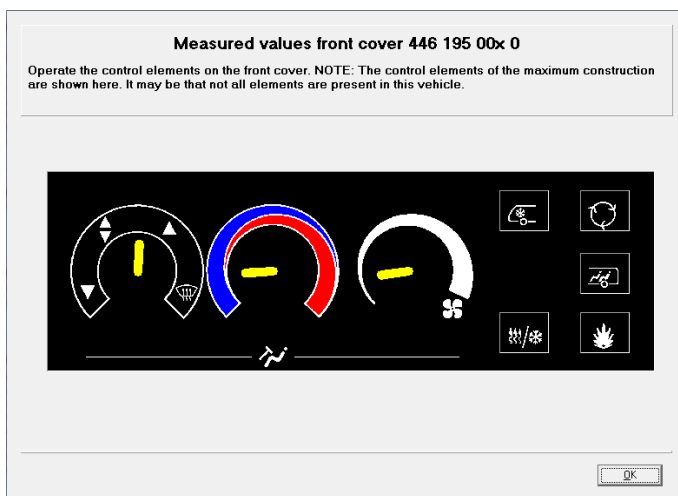 Measured values front cover 446 195 00x 0
Operate the control elements on the front cover. NOTE: The control elements of the maximum construction
are shown here. It may be that not all elements are present in this vehicle.
OK